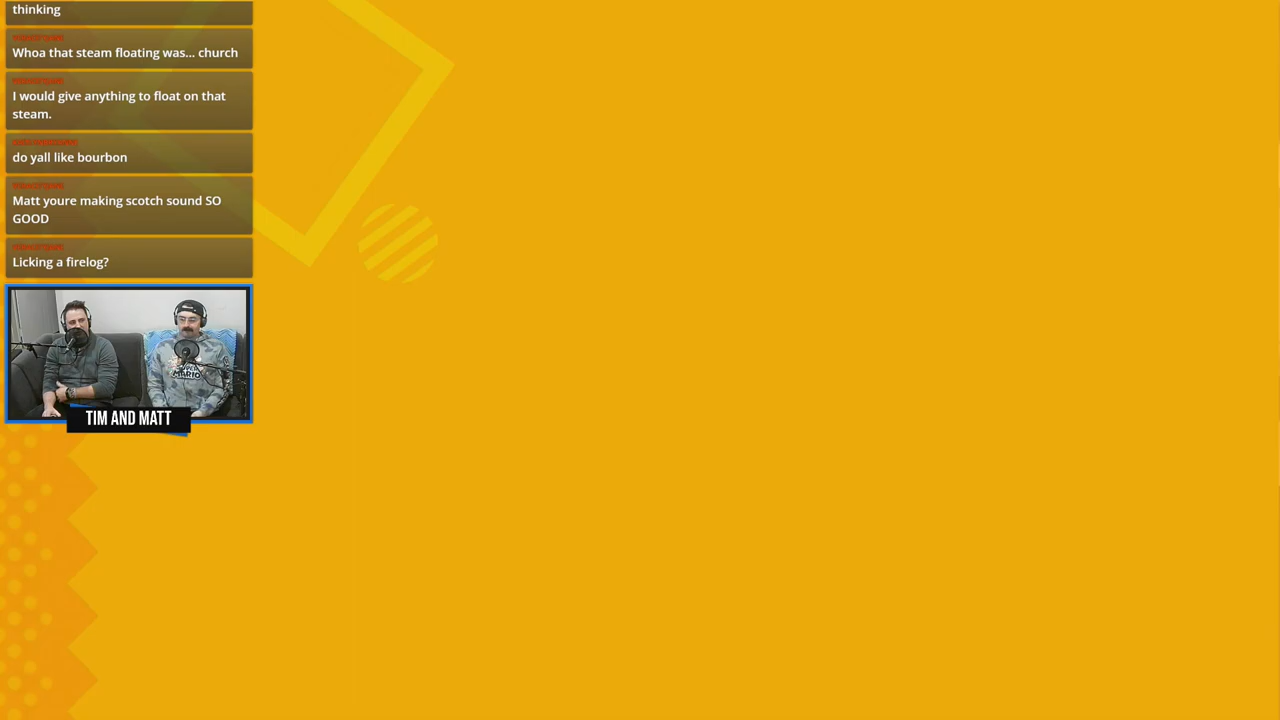 thinking
Whoa that steam floating was... church
I would give anything to float on that
steam.
do yall like bourbon
Matt youre making scotch sound SO
GOOD
Licking a firelog?
MARIO
TIM AND MATT